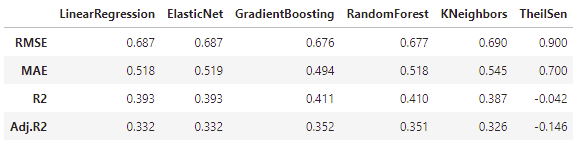 LinearRegression ElasticNet GradientBoosting RandomForest KNeighbors TheilSen
RMSE 0.687 0.687 0.676 0.677 0.690 0.900
MAE 0.518 0.519 0.494 0.518 0.545 0.700
R2 0.393 0.393 0.411 0.410 0.387 -0.042
Adj.R2 0.332 0.332 0.352 0.351 0.326 -0.146